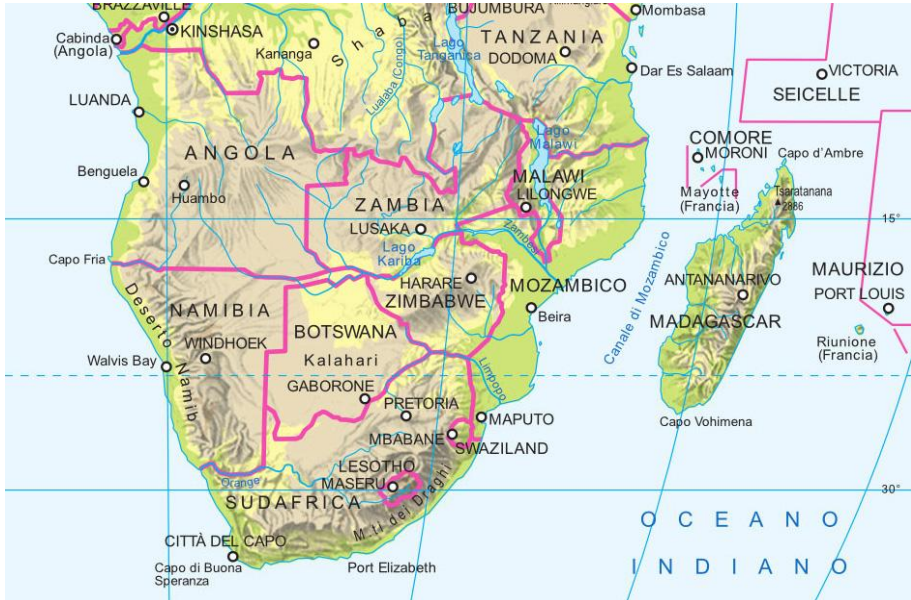 BRAZZAVILLE
BUJUMBURA
Mombasa
Cabinda
(Angola)
KINSHASA
Kananga
Shaba
Lualaba (Congo)
Lago
Tanganica
TANZANIA
DODOMA
Dar Es Salaam
VICTORIA
SEICELLE
LUANDA
ANGOLA
Benguela
Huambo
Lago
Malawi
MALAWI
LILONGWE
COMORE
MORONI
Capo d'Ambre
Mayotte
(Francia)
Tsaratanana
2886
ZAMBIA
LUSAKA
Zambesi
15°
Capo Fria
Lago
Kariba
HARARE
ZIMBABWE
MOZAMBICO
Beira
Canale di Mozambico
ANTANANARIVO
MADAGASCAR
MAURIZIO
PORT LOUIS
Riunione
(Francia)
Deserto Namib
NAMIBIA
WINDHOEK
Walvis Bay
BOTSWANA
Kalahari
GABORONE
Limpopo
PRETORIA
MAPUTO
MBABANE
SWAZILAND
Capo Vohimena
Orange
LESOTHO
MASERU
SUDAFRICA
M.ti dei Draghi
30°
OCEANO
INDIANO
CITTÀ DEL CAPO
Capo di Buona
Speranza
Port Elizabeth